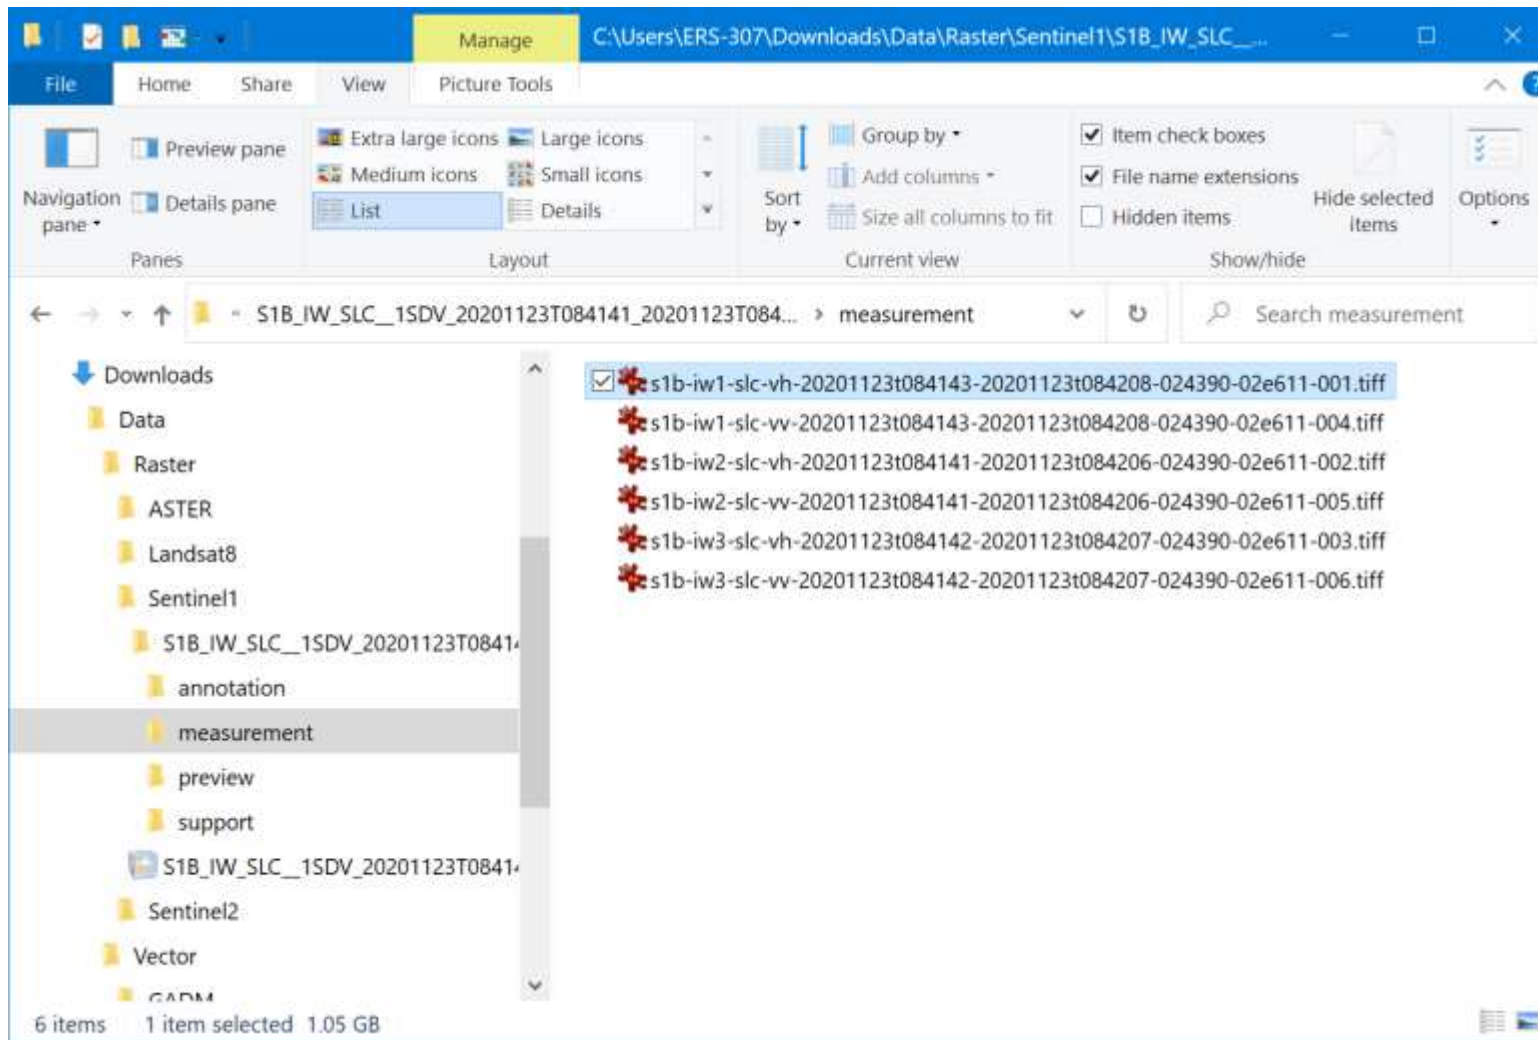 Manage C:\Users\ERS-307\Downloads\Data\Raster\Sentinel1\S1B_IW_SLC__...
File Home Share View Picture Tools
Preview pane Extra large icons Large icons Group by Item check boxes
Medium icons Small icons Add columns File name extensions
Navigation pane Details pane List Details Sort by Size all columns to fit Hidden items Hide selected items Options
Panes Layout Current view Show/hide
S1B_IW_SLC__1SDV_20201123T084141_20201123T084... measurement Search measurement
Downloads
Data
Raster
ASTER
Landsat8
Sentinel1
S1B_IW_SLC__1SDV_20201123T0841
annotation
measurement
preview
support
S1B_IW_SLC__1SDV_20201123T0841
Sentinel2
Vector
GADM
s1b-iw1-slc-vh-20201123t084143-20201123t084208-024390-02e611-001.tiff
s1b-iw1-slc-vv-20201123t084143-20201123t084208-024390-02e611-004.tiff
s1b-iw2-slc-vh-20201123t084141-20201123t084206-024390-02e611-002.tiff
s1b-iw2-slc-vv-20201123t084141-20201123t084206-024390-02e611-005.tiff
s1b-iw3-slc-vh-20201123t084142-20201123t084207-024390-02e611-003.tiff
s1b-iw3-slc-vv-20201123t084142-20201123t084207-024390-02e611-006.tiff
6 items 1 item selected 1.05 GB